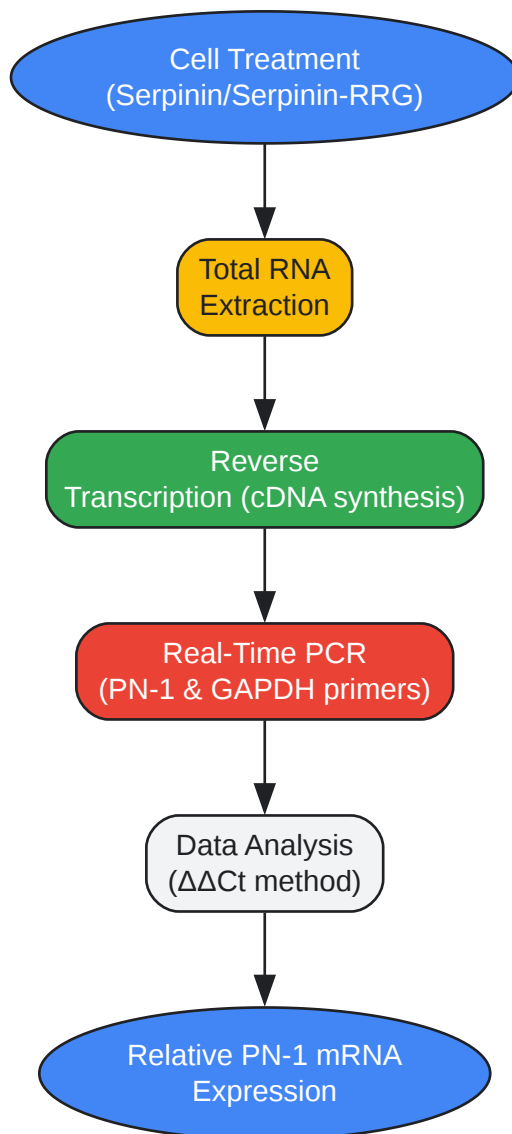 Cell Treatment
(Serpinin/Serpinin-RRG)
Total RNA
Extraction
Reverse
Transcription (cDNA synthesis)
Real-Time PCR
(PN-1 & GAPDH primers)
Data Analysis
(ΔΔCt method)
Relative PN-1 mRNA
Expression